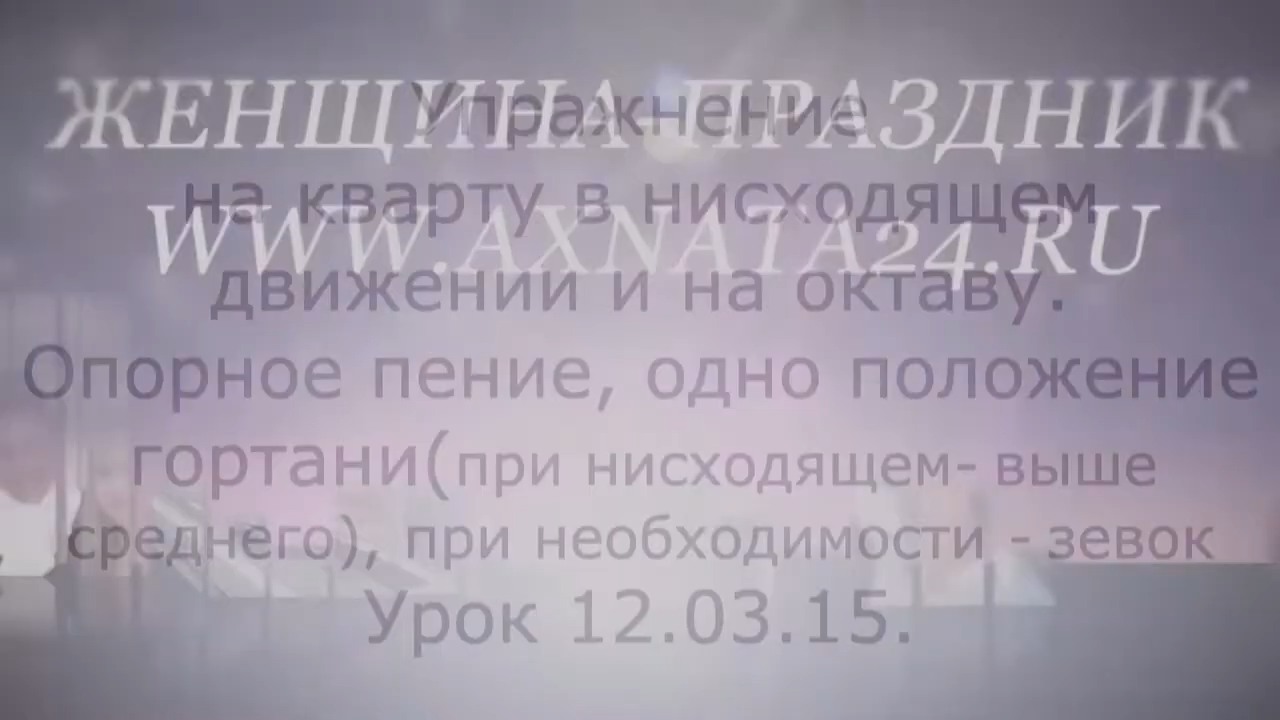 ЖЕНЩИНА-ПРАЗДНИК
WWW.AXNATA24.RU
Упражнение
на кварту в нисходящем
движении и на октаву.
Опорное пение, одно положение
гортани(при нисходящем- выше
среднего), при необходимости - зевок
Урок 12.03.15.